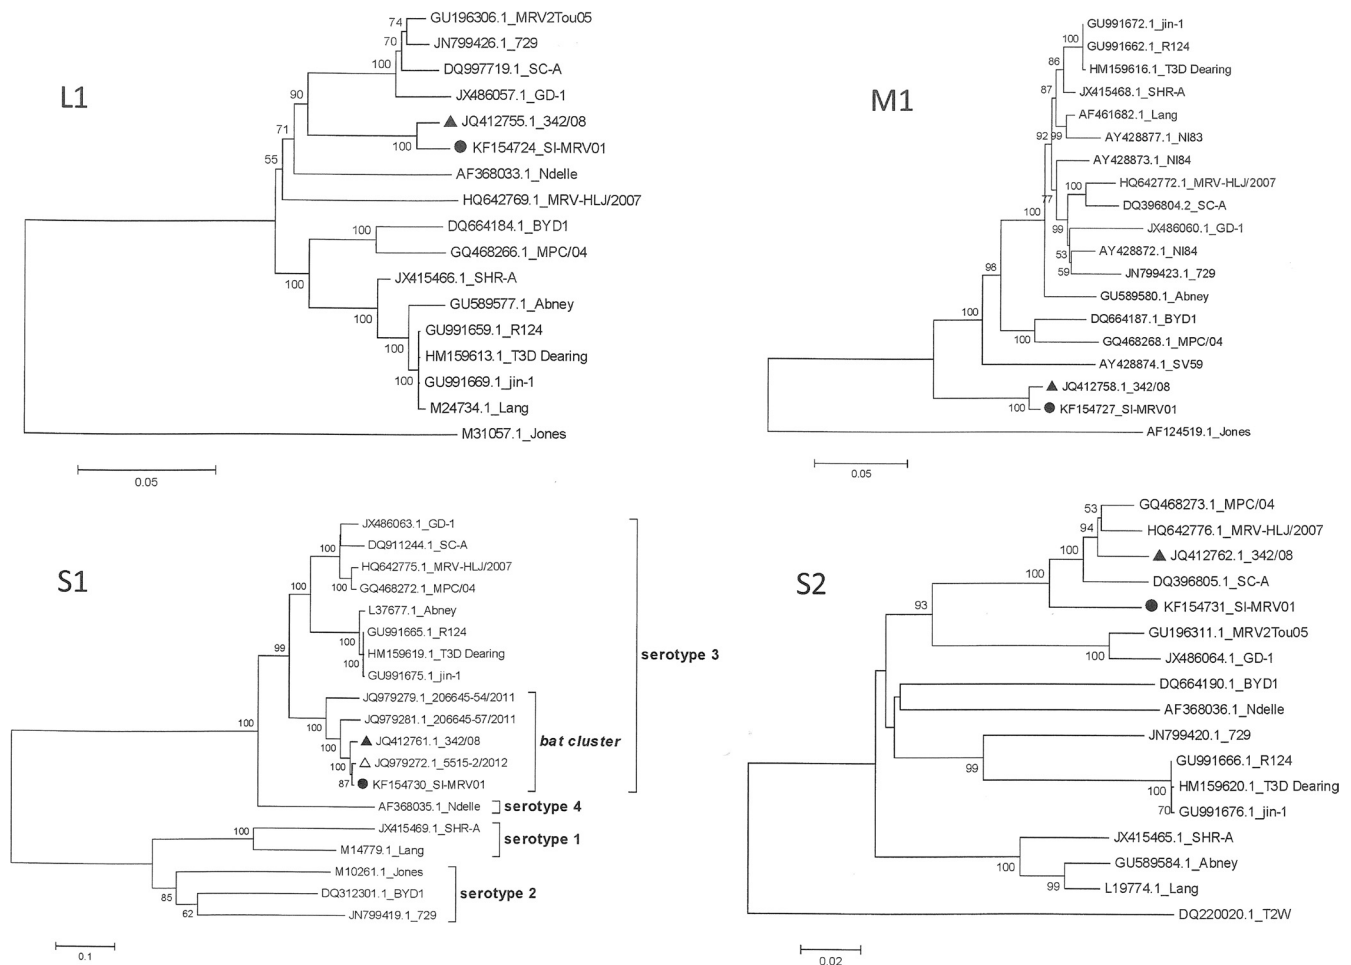 L1
74
GU196306.1_MRV2Tou05
70
JN799426.1_729
100
DQ997719.1_SC-A
JX486057.1_GD-1
90
JQ412755.1_342/08
100
KF154724_SI-MRV01
71
AF368033.1_Ndelle
55
HQ642769.1_MRV-HLJ/2007
DQ664184.1_BYD1
100
GQ468266.1_MPC/04
100
JX415466.1_SHR-A
GU589577.1_Abney
100
GU991659.1_R124
100
HM159613.1_T3D Dearing
GU991669.1_jin-1
100
M24734.1_Lang
M31057.1_Jones
0.05
M1
GU991672.1_jin-1
100
GU991662.1_R124
86
HM159616.1_T3D Dearing
87
JX415468.1_SHR-A
AF461682.1_Lang
92
99
AY428877.1_NI83
AY428873.1_NI84
100
HQ642772.1_MRV-HLJ/2007
77
DQ396804.2_SC-A
100
99
JX486060.1_GD-1
53
AY428872.1_NI84
59
JN799423.1_729
98
GU589580.1_Abney
100
DQ664187.1_BYD1
100
GQ468268.1_MPC/04
AY428874.1_SV59
JQ412758.1_342/08
100
KF154727_SI-MRV01
AF124519.1_Jones
0.05
S1
JX486063.1_GD-1
100
DQ911244.1_SC-A
HQ642775.1_MRV-HLJ/2007
100
GQ468272.1_MPC/04
100
L37677.1_Abney
GU991665.1_R124
100
HM159619.1_T3D Dearing
100
GU991675.1_jin-1
99
serotype 3
JQ979279.1_206645-54/2011
JQ979281.1_206645-57/2011
100
JQ412761.1_342/08
100
bat cluster
JQ979272.1_5515-2/2012
100
KF154730_SI-MRV01
87
100
AF368035.1_Ndelle
serotype 4
JX415469.1_SHR-A
100
M14779.1_Lang
serotype 1
M10261.1_Jones
85
DQ312301.1_BYD1
serotype 2
62
JN799419.1_729
0.1
S2
GQ468273.1_MPC/04
53
HQ642776.1_MRV-HLJ/2007
94
JQ412762.1_342/08
100
DQ396805.1_SC-A
100
KF154731_SI-MRV01
93
GU196311.1_MRV2Tou05
100
JX486064.1_GD-1
DQ664190.1_BYD1
AF368036.1_Ndelle
JN799420.1_729
99
GU991666.1_R124
HM159620.1_T3D Dearing
100
GU991676.1_jin-1
70
JX415465.1_SHR-A
100
GU589584.1_Abney
99
L19774.1_Lang
DQ220020.1_T2W
0.02